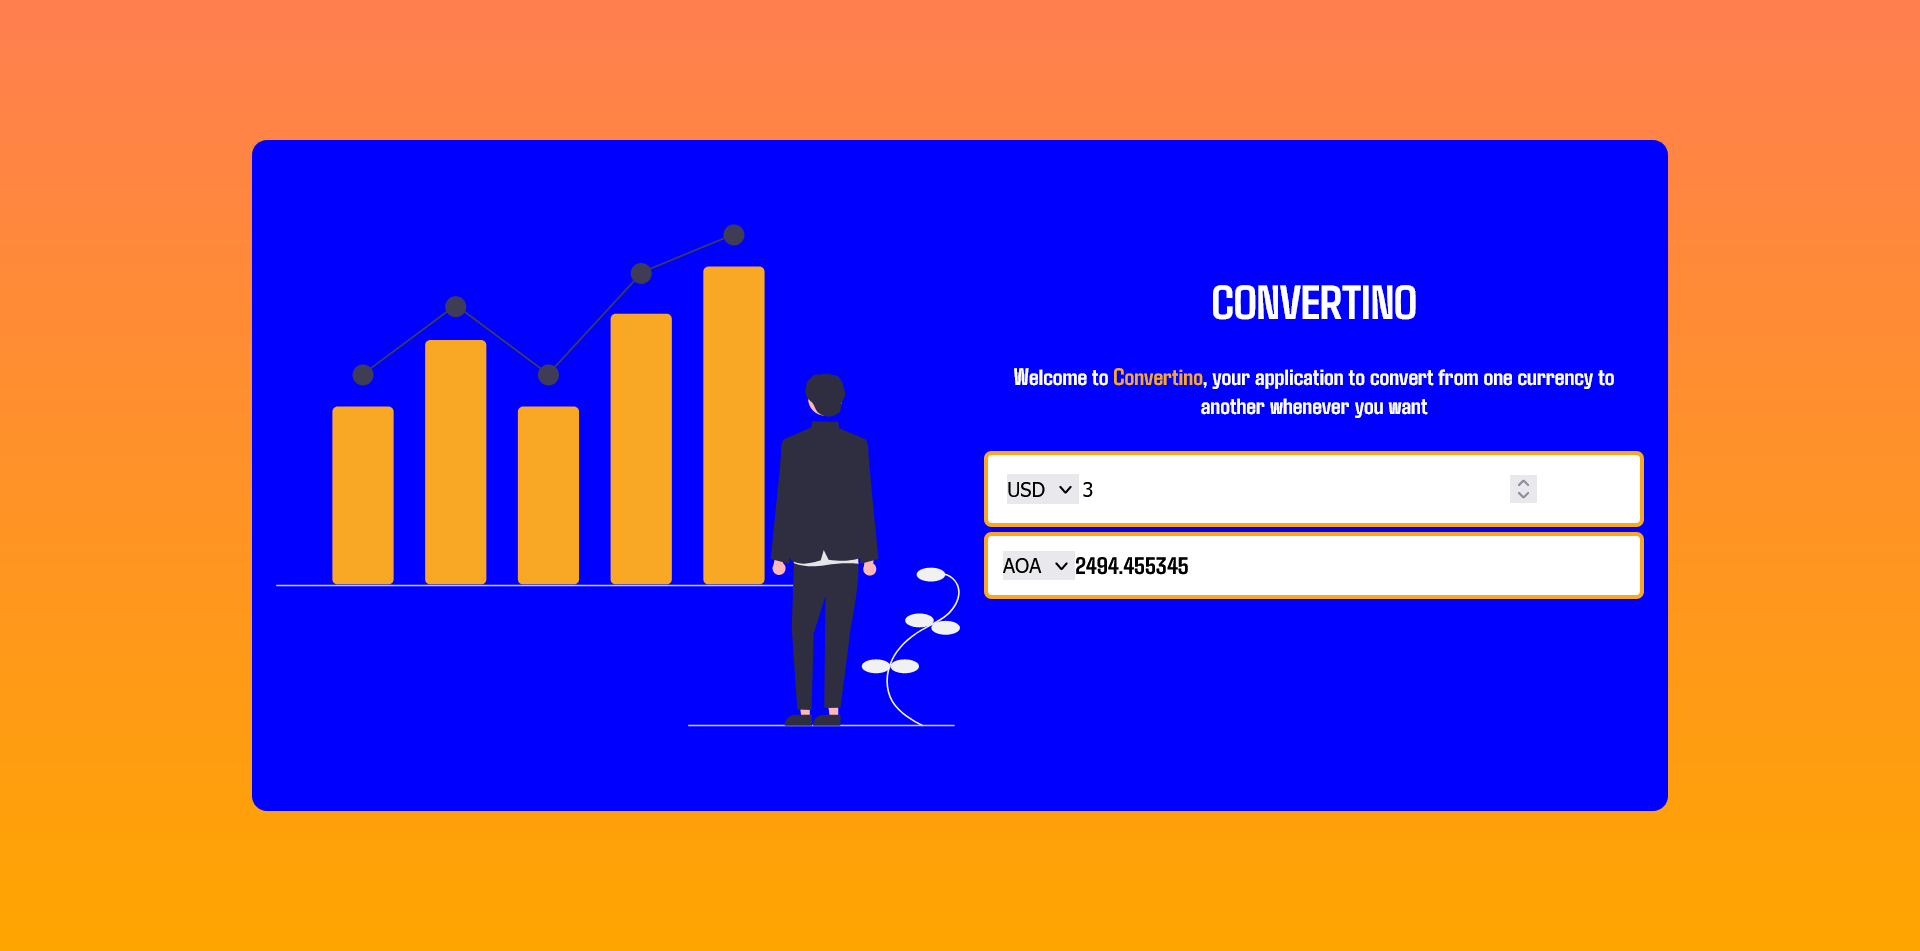 CONVERTINO
Welcome to Convertino, your application to convert from one currency to
another whenever you want
USD 3
AOA 2494.455345